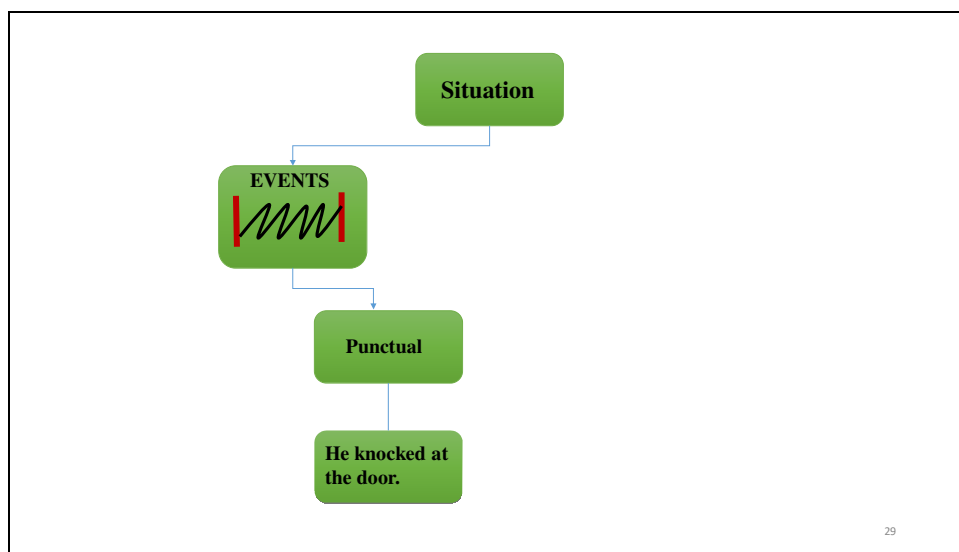 Situation
EVENTS
Punctual
He knocked at
the door.
29